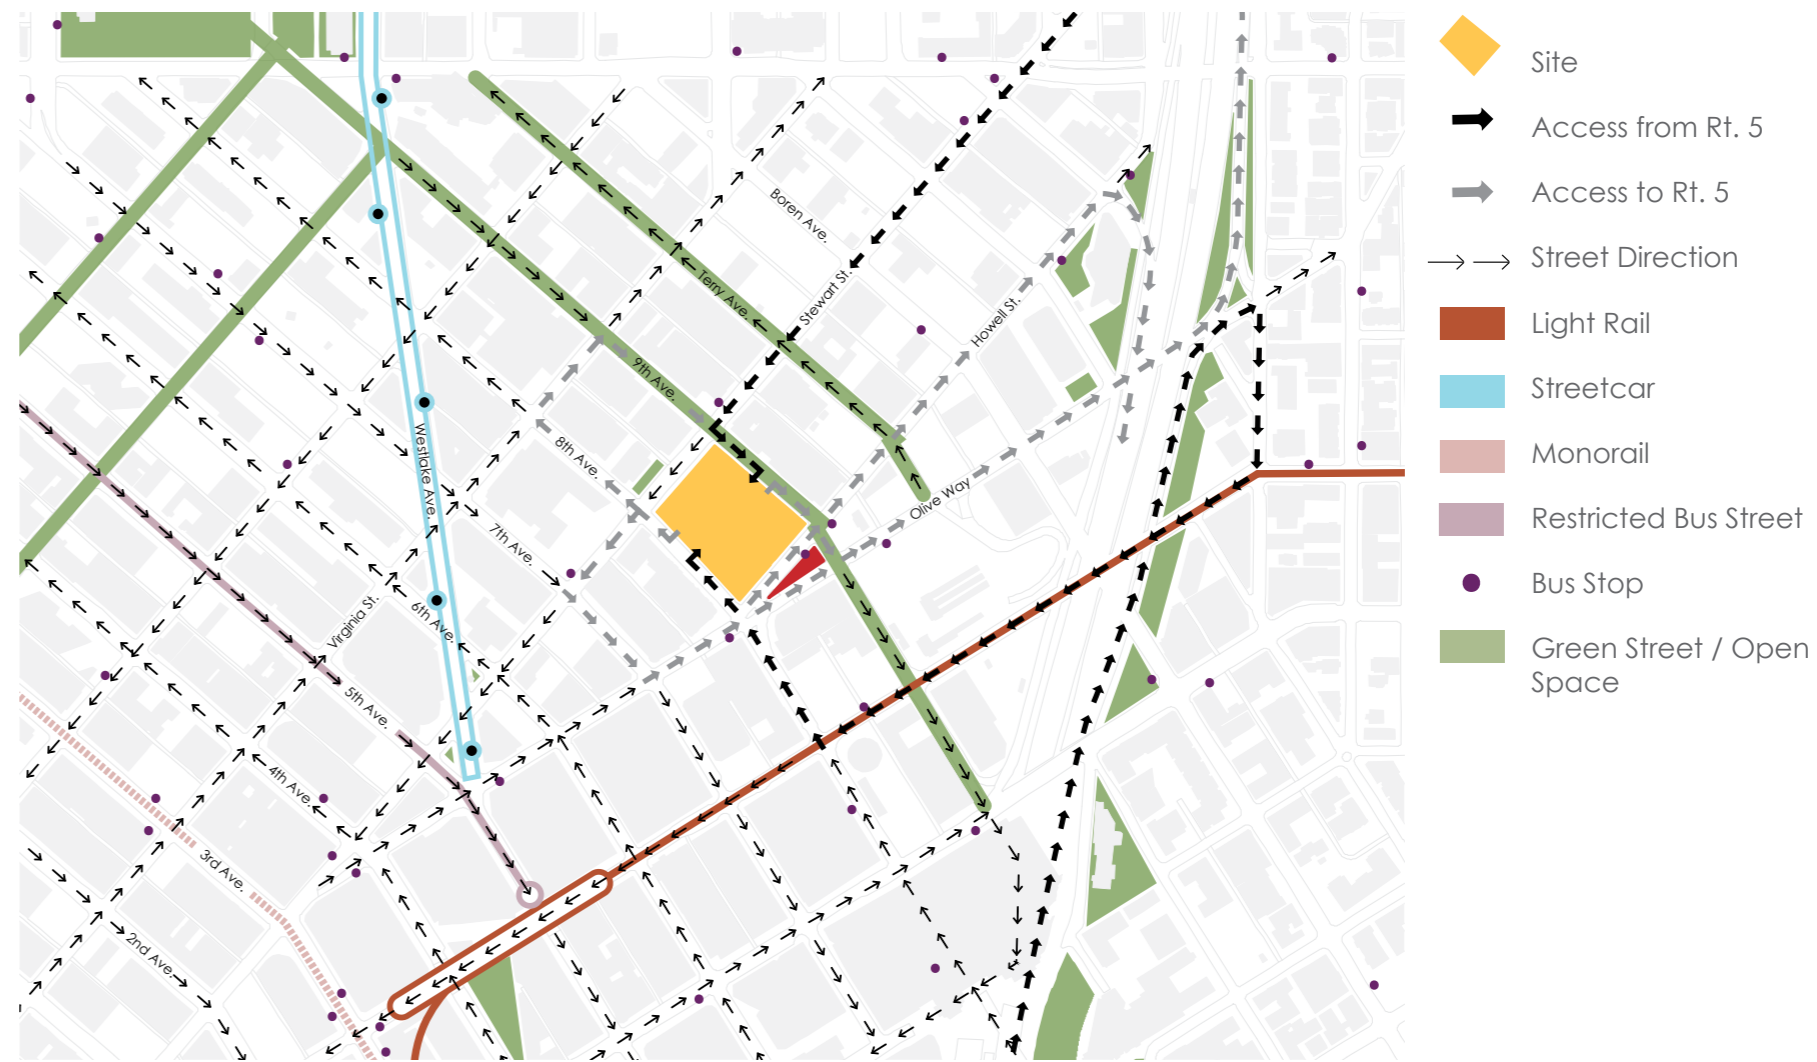 Site
Access from Rt. 5
Access to Rt. 5
Street Direction
Light Rail
Streetcar
Monorail
Restricted Bus Street
Bus Stop
Green Street / Open
Space
Boren Ave.
Terry Ave.
Stewart St.
Howell St.
9th Ave.
8th Ave.
Westlake Ave.
Olive Way
7th Ave.
Virginia St.
6th Ave.
5th Ave.
4th Ave.
3rd Ave.
2nd Ave.